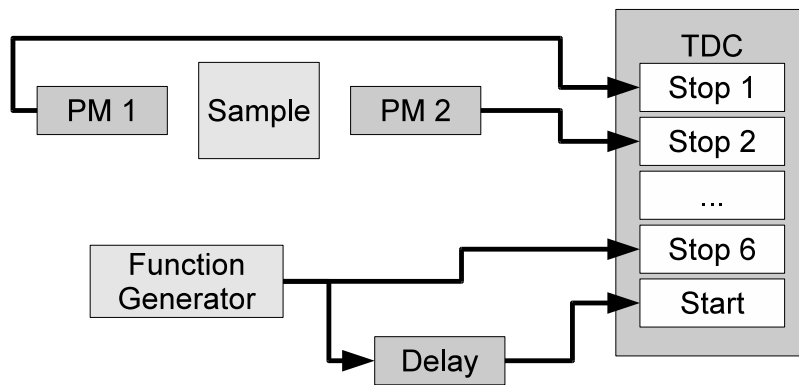 TDC
PM 1
Sample
PM 2
Stop 1
Stop 2
...
Stop 6
Start
Function
Generator
Delay